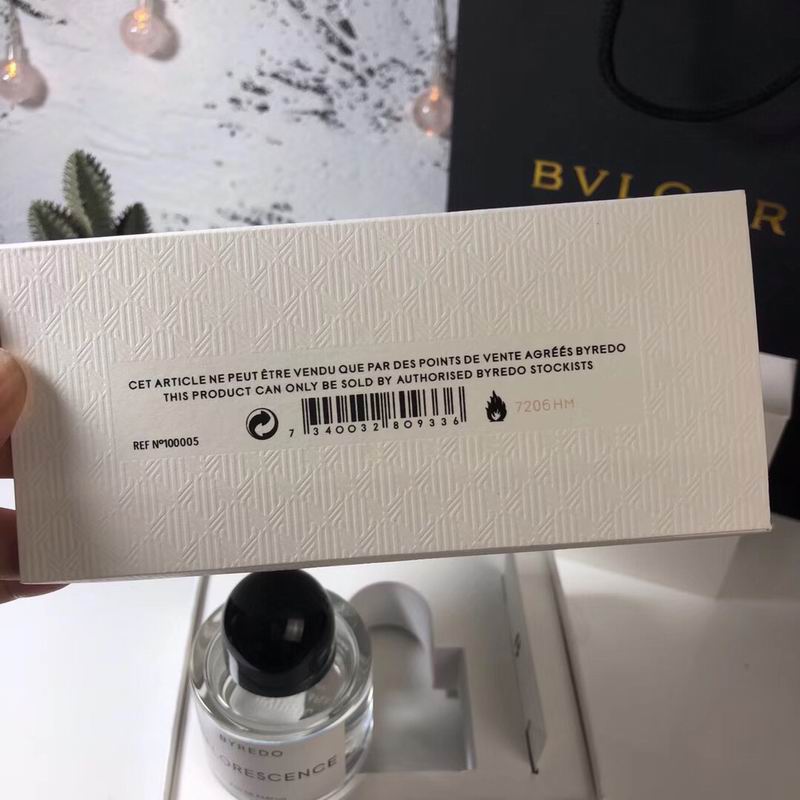 BVLGAR
CET ARTICLE NE PEUT ÊTRE VENDU QUE PAR DES POINTS DE VENTE AGRÉÉS BYREDO
THIS PRODUCT CAN ONLY BE SOLD BY AUTHORISED BYREDO STOCKISTS
REF Nº100005
7 340032 809336
7206HM
BYREDO
LORESCENCE